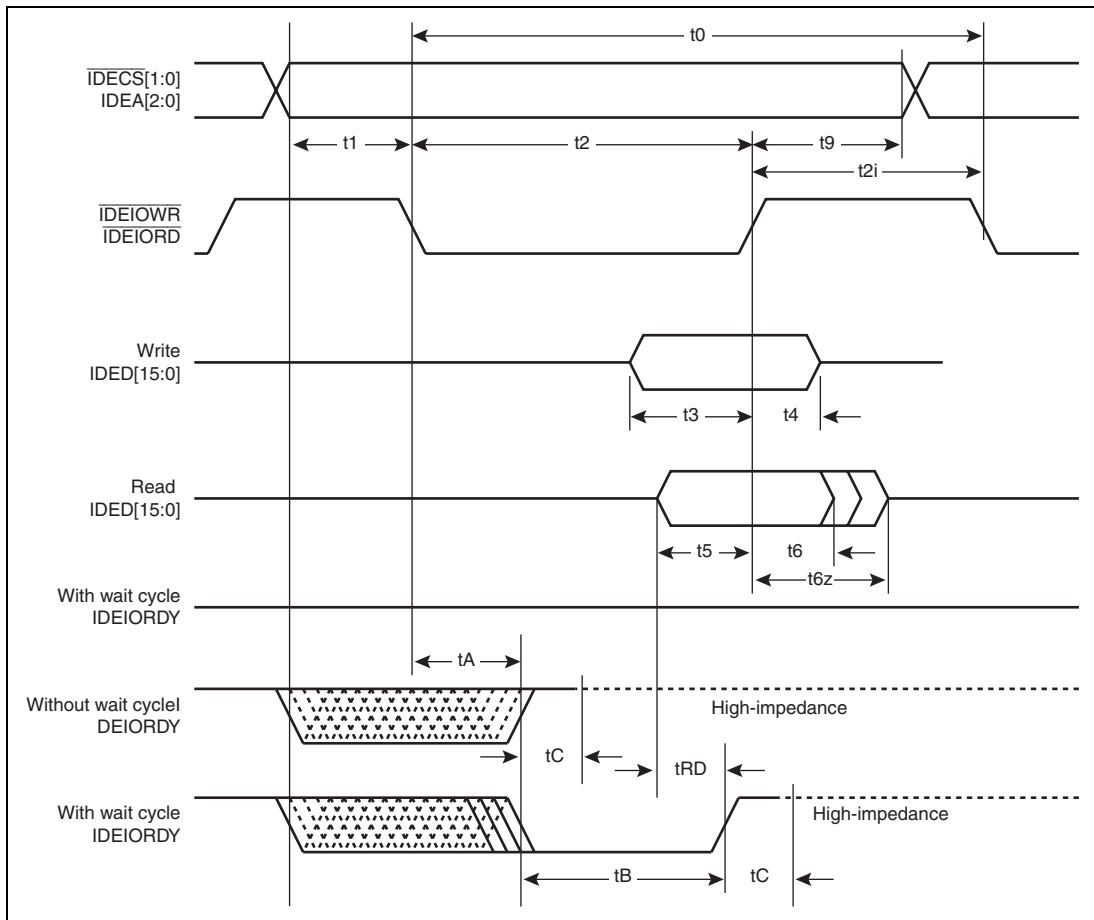 t0
IDECS[1:0]
IDEA[2:0]
t1
t2
t9
t2i
IDEIOWR
IDEIORD
Write
IDED[15:0]
t3
t4
Read
IDED[15:0]
t5
t6
t6z
With wait cycle
IDEIORDY
tA
Without wait cycleI
DEIORDY
High-impedance
tC
tRD
With wait cycle
IDEIORDY
High-impedance
tB
tC